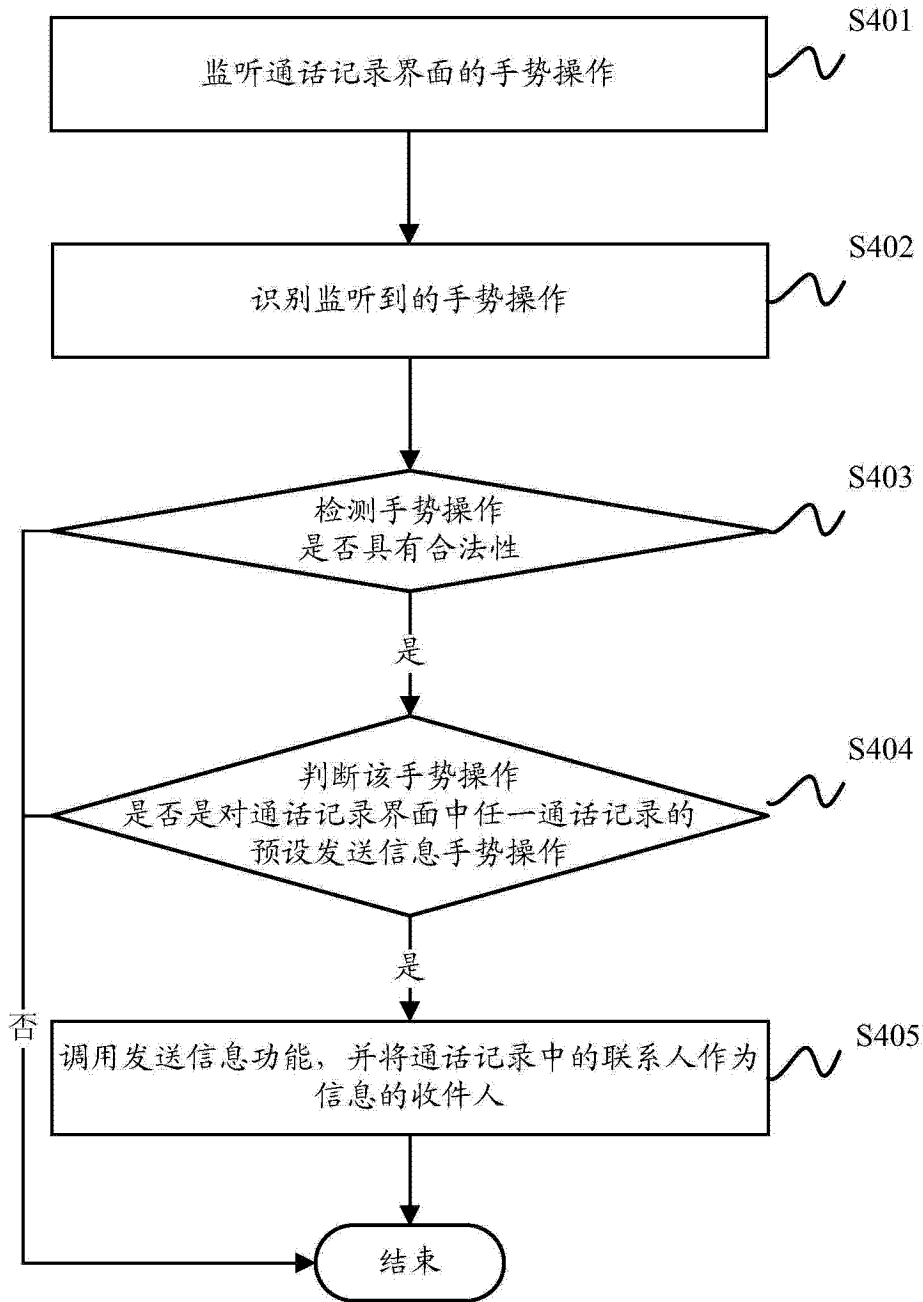 S401
监听通话记录界面的手势操作
S402
识别监听到的手势操作
S403
检测手势操作
是否具有合法性
是
S404
判断该手势操作
是否是对通话记录界面中任一通话记录的
预设发送信息手势操作
是
否
S405
调用发送信息功能，并将通话记录中的联系人作为
信息的收件人
结束